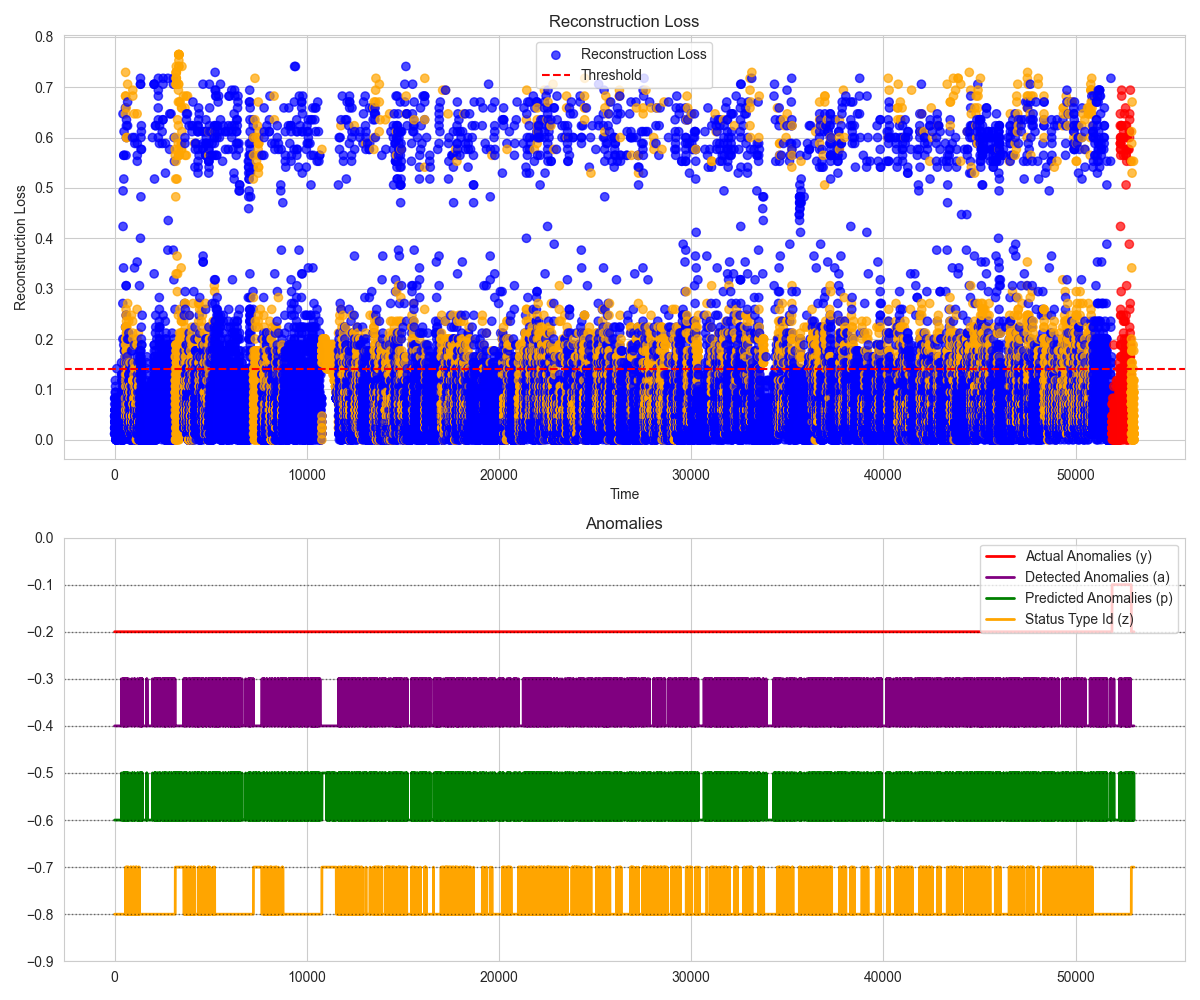 Reconstruction Loss
0.8
0.7
0.6
0.5
0.4
0.3
0.2
0.1
0.0
Reconstruction Loss
Reconstruction Loss
Threshold
0 10000 20000 30000 40000 50000
Time
Anomalies
0.0
−0.1
−0.2
−0.3
−0.4
−0.5
−0.6
−0.7
−0.8
−0.9
Actual Anomalies (y)
Detected Anomalies (a)
Predicted Anomalies (p)
Status Type Id (z)
0 10000 20000 30000 40000 50000